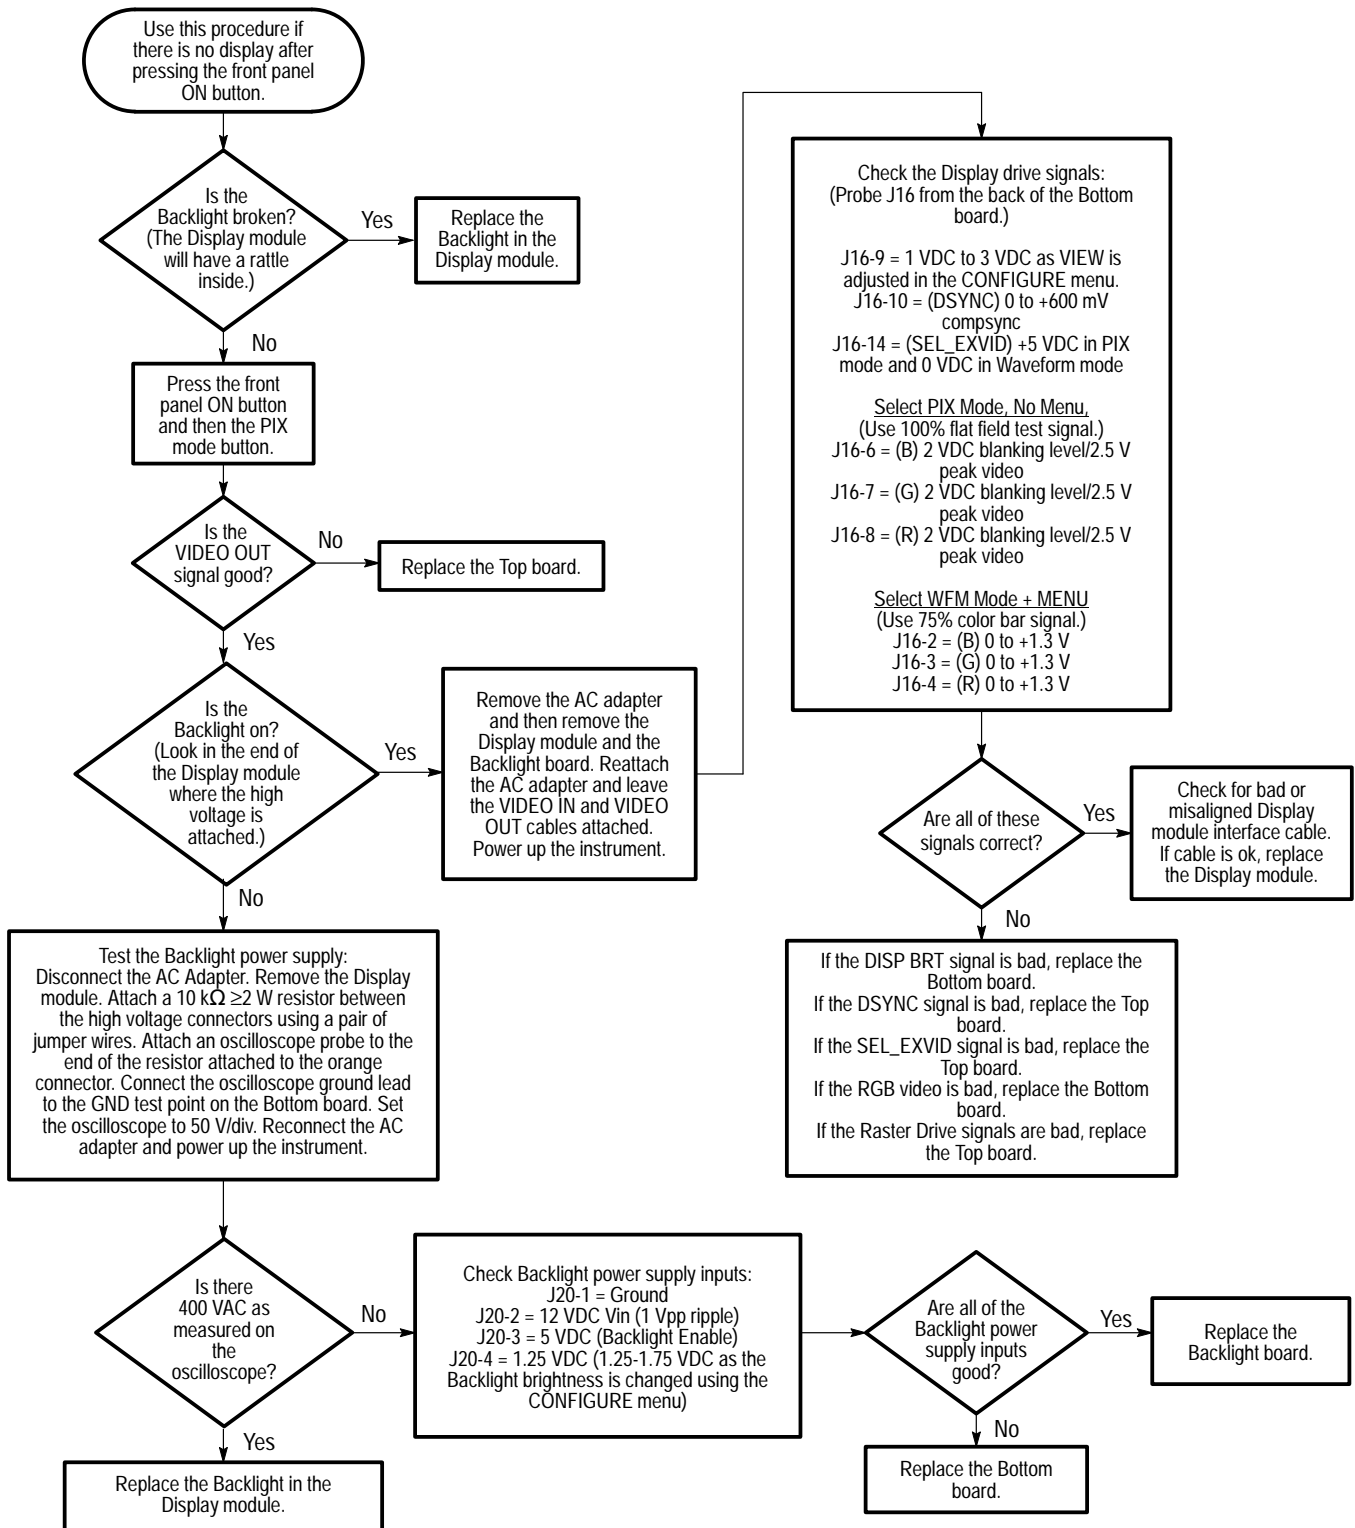 Use this procedure if
there is no display after
pressing the front panel
ON button.
Is the
Backlight broken?
(The Display module
will have a rattle
inside.)
Yes
Replace the
Backlight in the
Display module.
No
Press the front
panel ON button
and then the PIX
mode button.
Is the
VIDEO OUT
signal good?
No
Replace the Top board.
Yes
Is the
Backlight on?
(Look in the end of
the Display module
where the high
voltage is
attached.)
Yes
Remove the AC adapter
and then remove the
Display module and the
Backlight board. Reattach
the AC adapter and leave
the VIDEO IN and VIDEO
OUT cables attached.
Power up the instrument.
Check the Display drive signals:
(Probe J16 from the back of the Bottom
board.)
J16-9 = 1 VDC to 3 VDC as VIEW is
adjusted in the CONFIGURE menu.
J16-10 = (DSYNC) 0 to +600 mV
compsync
J16-14 = (SEL_EXVID) +5 VDC in PIX
mode and 0 VDC in Waveform mode
Select PIX Mode, No Menu,
(Use 100% flat field test signal.)
J16-6 = (B) 2 VDC blanking level/2.5 V
peak video
J16-7 = (G) 2 VDC blanking level/2.5 V
peak video
J16-8 = (R) 2 VDC blanking level/2.5 V
peak video
Select WFM Mode + MENU
(Use 75% color bar signal.)
J16-2 = (B) 0 to +1.3 V
J16-3 = (G) 0 to +1.3 V
J16-4 = (R) 0 to +1.3 V
Are all of these
signals correct?
Yes
Check for bad or
misaligned Display
module interface cable.
If cable is ok, replace
the Display module.
No
If the DISP BRT signal is bad, replace the
Bottom board.
If the DSYNC signal is bad, replace the Top
board.
If the SEL_EXVID signal is bad, replace the
Top board.
If the RGB video is bad, replace the Bottom
board.
If the Raster Drive signals are bad, replace
the Top board.
No
Test the Backlight power supply:
Disconnect the AC Adapter. Remove the Display
module. Attach a 10 kΩ ≥2 W resistor between
the high voltage connectors using a pair of
jumper wires. Attach an oscilloscope probe to the
end of the resistor attached to the orange
connector. Connect the oscilloscope ground lead
to the GND test point on the Bottom board. Set
the oscilloscope to 50 V/div. Reconnect the AC
adapter and power up the instrument.
Is there
400 VAC as
measured on
the
oscilloscope?
No
Check Backlight power supply inputs:
J20-1 = Ground
J20-2 = 12 VDC Vin (1 Vpp ripple)
J20-3 = 5 VDC (Backlight Enable)
J20-4 = 1.25 VDC (1.25-1.75 VDC as the
Backlight brightness is changed using the
CONFIGURE menu)
Are all of the
Backlight power
supply inputs
good?
Yes
Replace the
Backlight board.
No
Replace the Bottom
board.
Yes
Replace the Backlight in the
Display module.